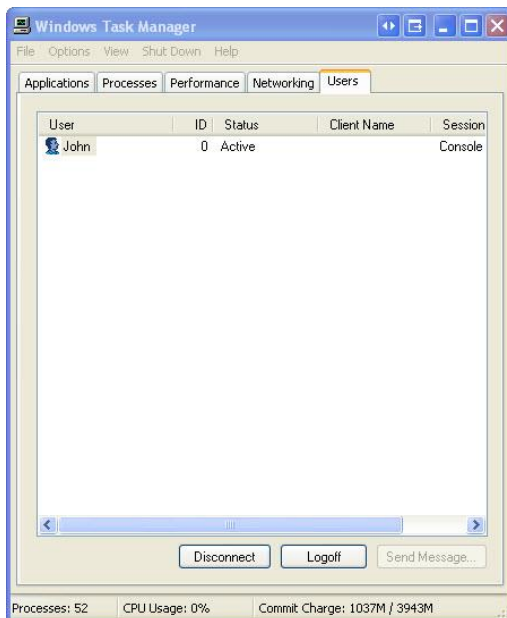 Windows Task Manager
File Options View Shut Down Help
Applications Processes Performance Networking Users
User ID Status Client Name Session
John 0 Active Console
Disconnect Logoff Send Message...
Processes: 52 CPU Usage: 0% Commit Charge: 1037M / 3943M